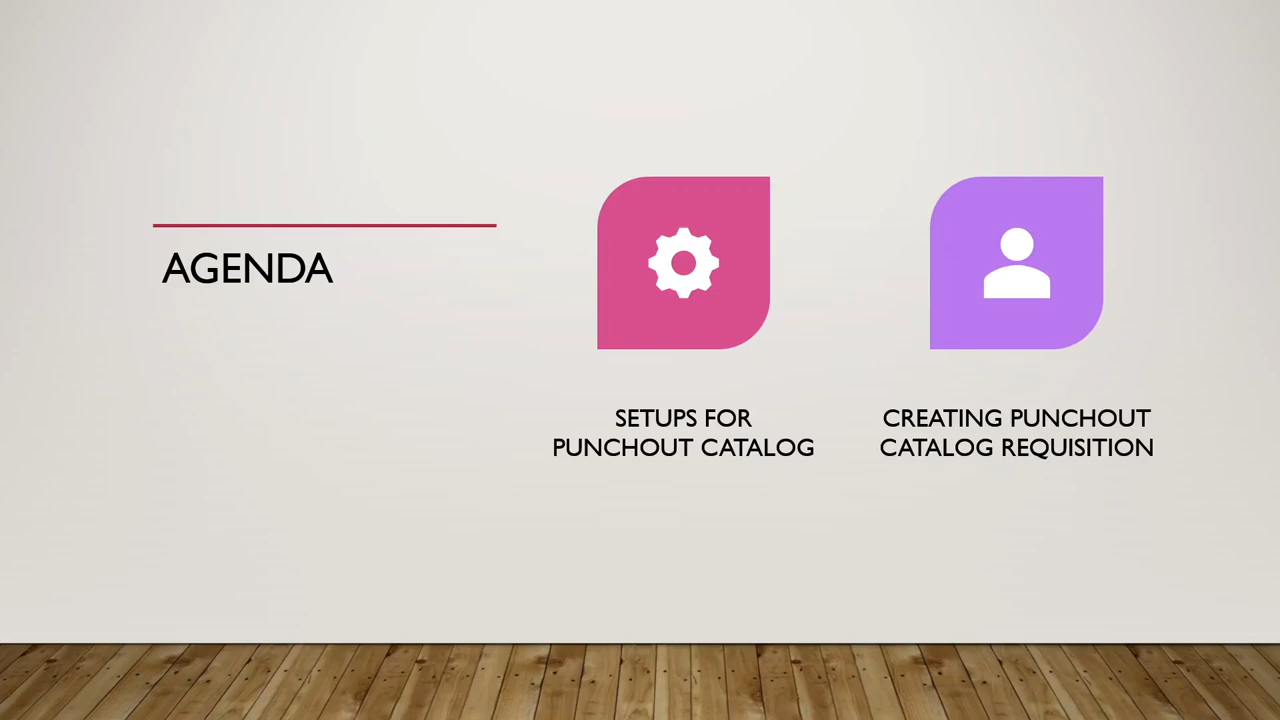 AGENDA
SETUPS FOR
PUNCHOUT CATALOG
CREATING PUNCHOUT
CATALOG REQUISITION